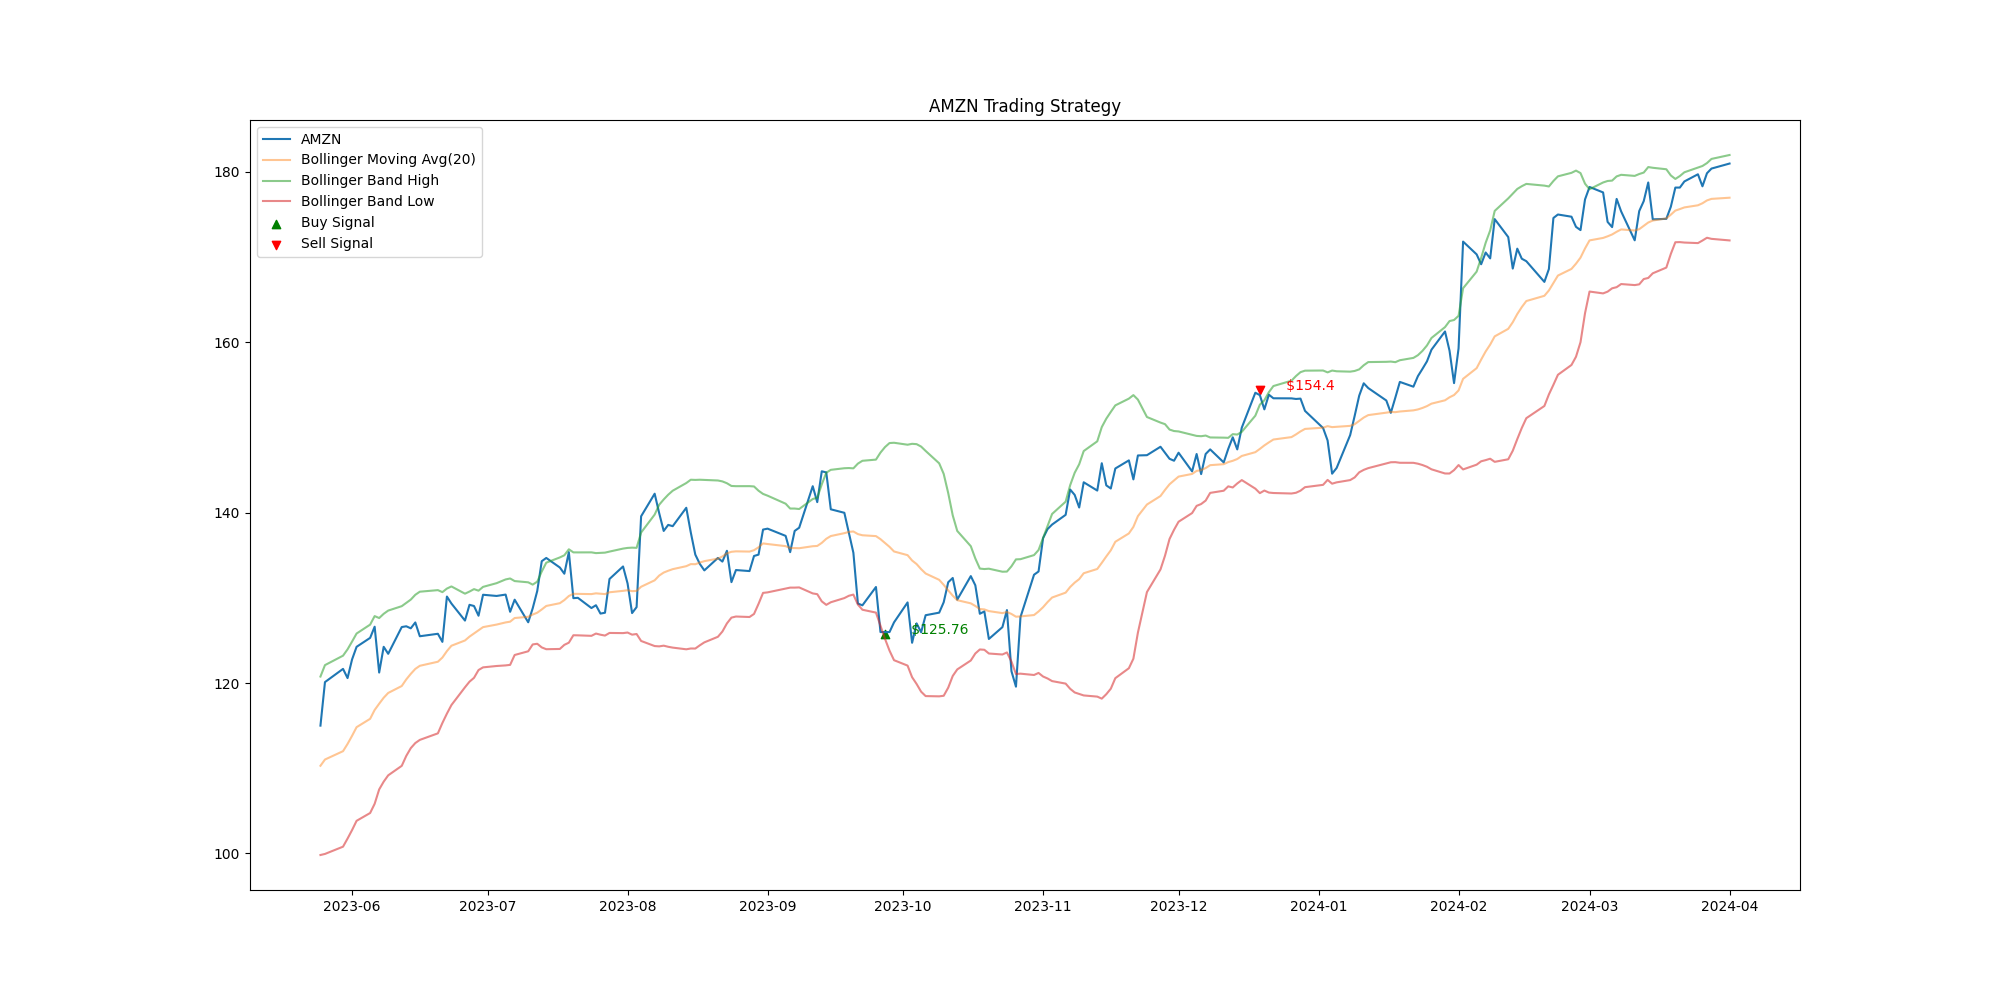 AMZN Trading Strategy
AMZN
Bollinger Moving Avg(20)
Bollinger Band High
Bollinger Band Low
Buy Signal
Sell Signal
180
160
140
120
100
$154.4
$125.76
2023-06
2023-07
2023-08
2023-09
2023-10
2023-11
2023-12
2024-01
2024-02
2024-03
2024-04